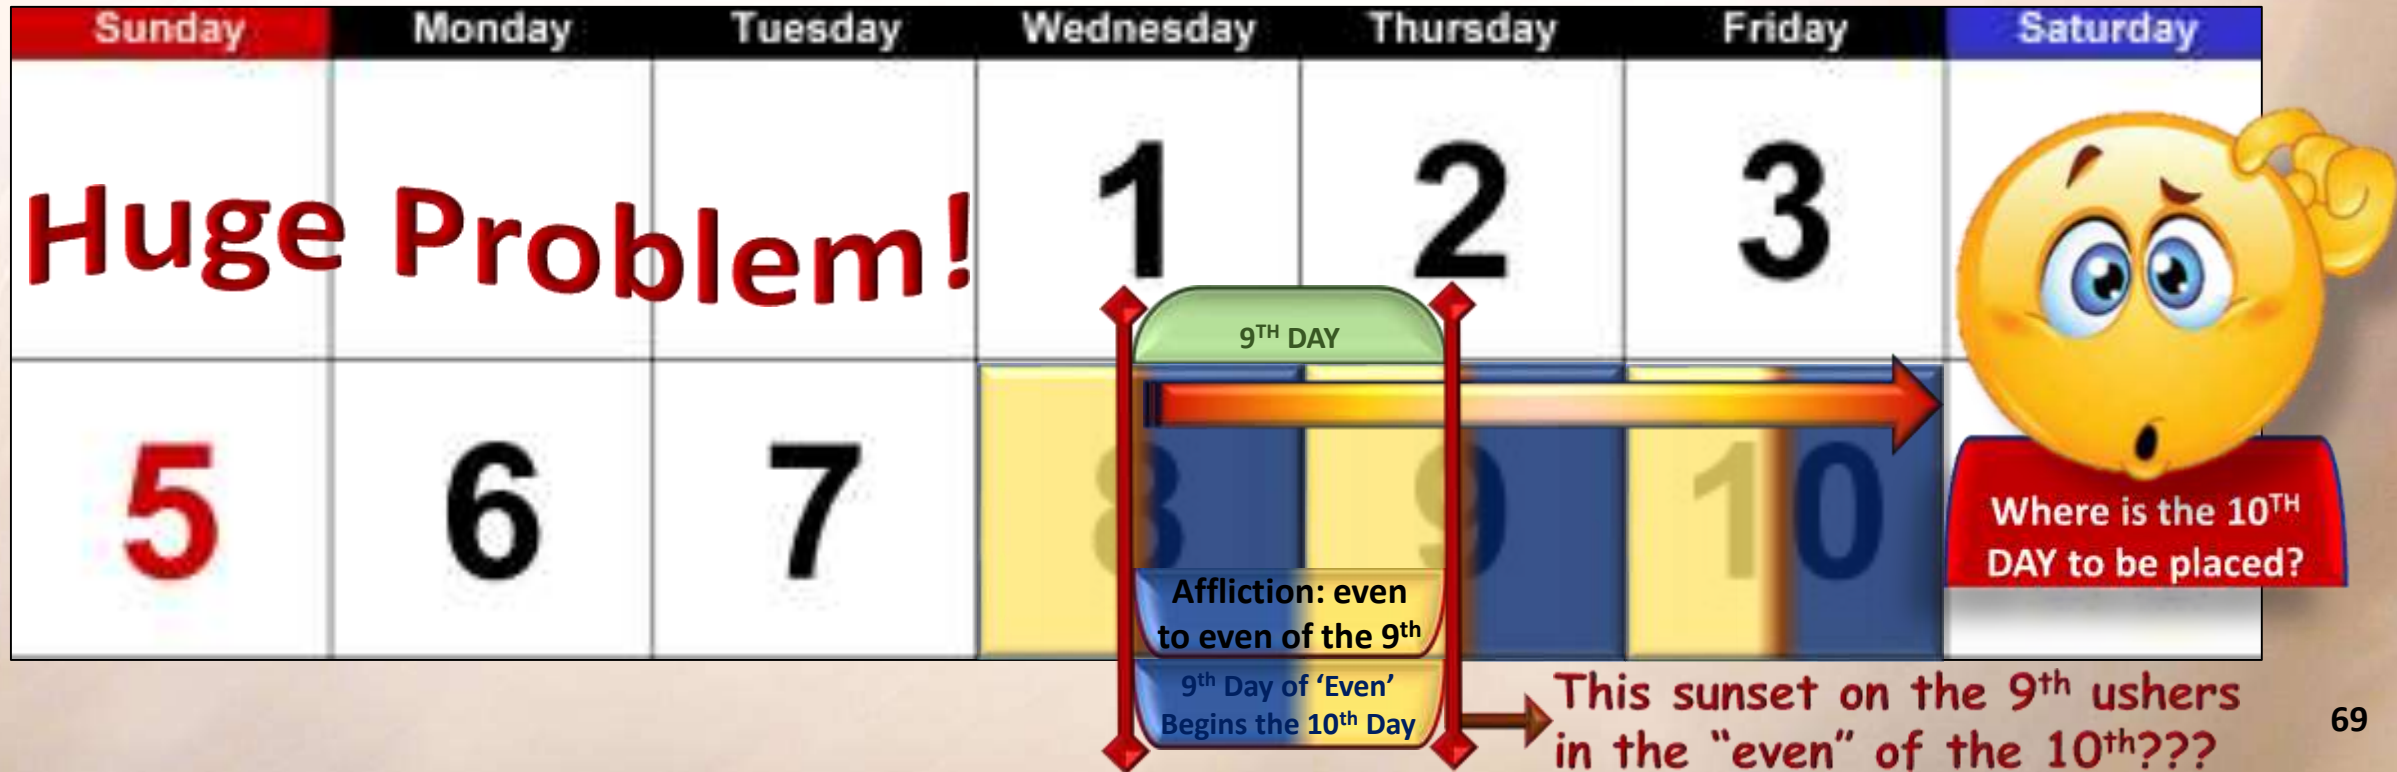 Sunday Monday Tuesday Wednesday Thursday Friday Saturday
1 2 3
Huge Problem!
9TH DAY
5 6 7 8 9 10
Where is the 10TH
DAY to be placed?
Affliction: even
to even of the 9th
9th Day of ‘Even’
Begins the 10th Day
This sunset on the 9th ushers
in the “even” of the 10th???
69